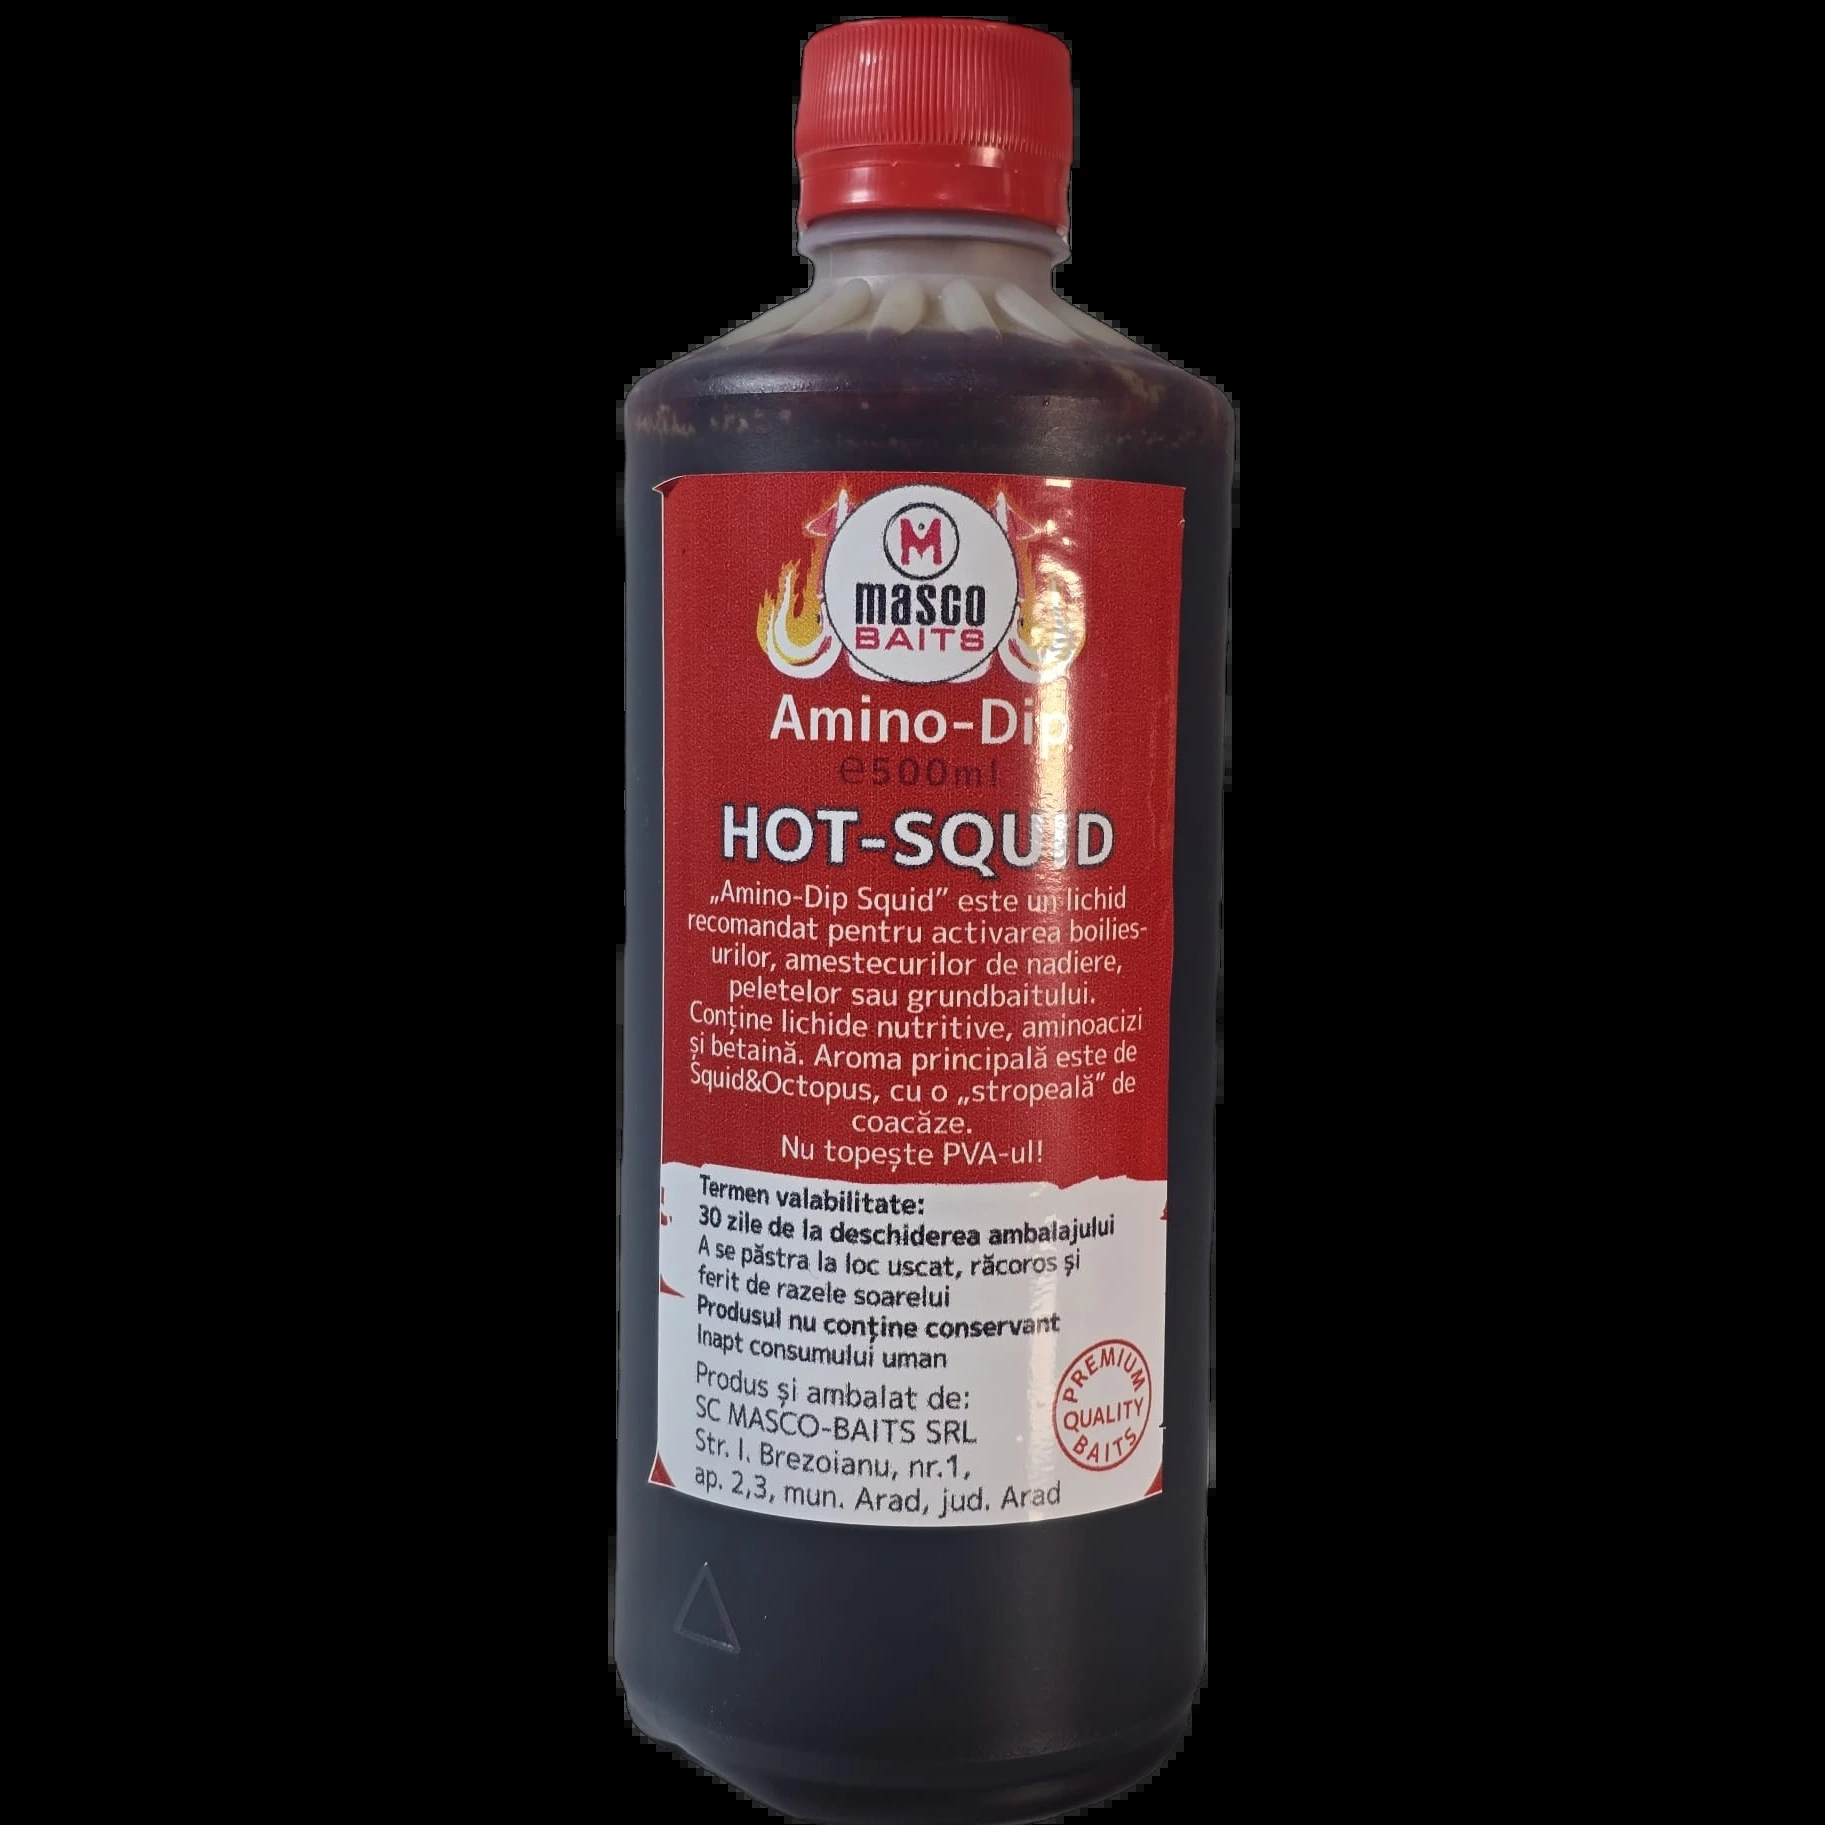 M
masco
BAITS
Amino-Dip
℮500ml
HOT-SQUID
„Amino-Dip Squid” este un lichid
recomandat pentru activarea boilies-
urilor, amestecurilor de nadiere,
peletelor sau grundbaitului.
Conține lichide nutritive, aminoacizi
și betaină. Aroma principală este de
Squid&Octopus, cu o „stropeală” de
coacăze.
Nu topește PVA-ul!
Termen valabilitate:
30 zile de la deschiderea ambalajului
A se păstra la loc uscat, răcoros și
ferit de razele soarelui
Produsul nu conține conservant
Inapt consumului uman
Produs și ambalat de:
SC MASCO-BAITS SRL
Str. I. Brezoianu, nr.1,
ap. 2,3, mun. Arad, jud. Arad
PREMIUM
QUALITY
BAITS